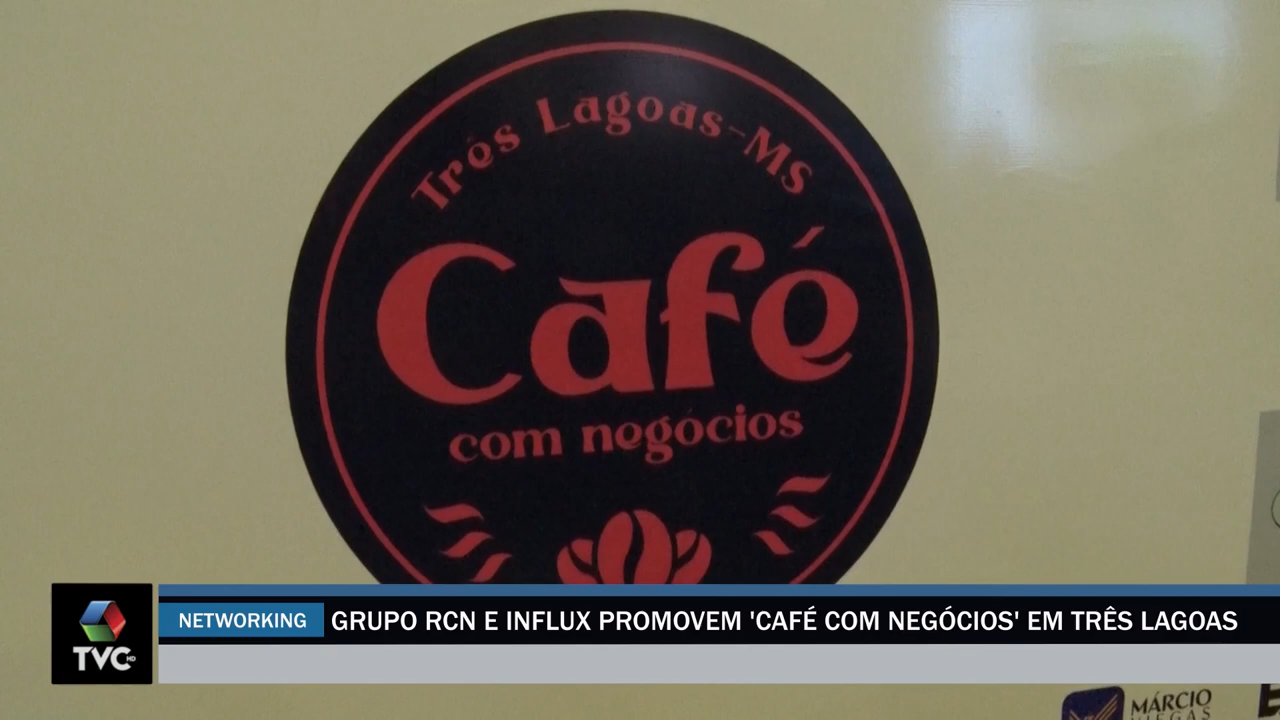 Três Lagoas-MS
Café
com negócios
NETWORKING GRUPO RCN E INFLUX PROMOVEM 'CAFÉ COM NEGÓCIOS' EM TRÊS LAGOAS
TVC HD
MÁRCIO